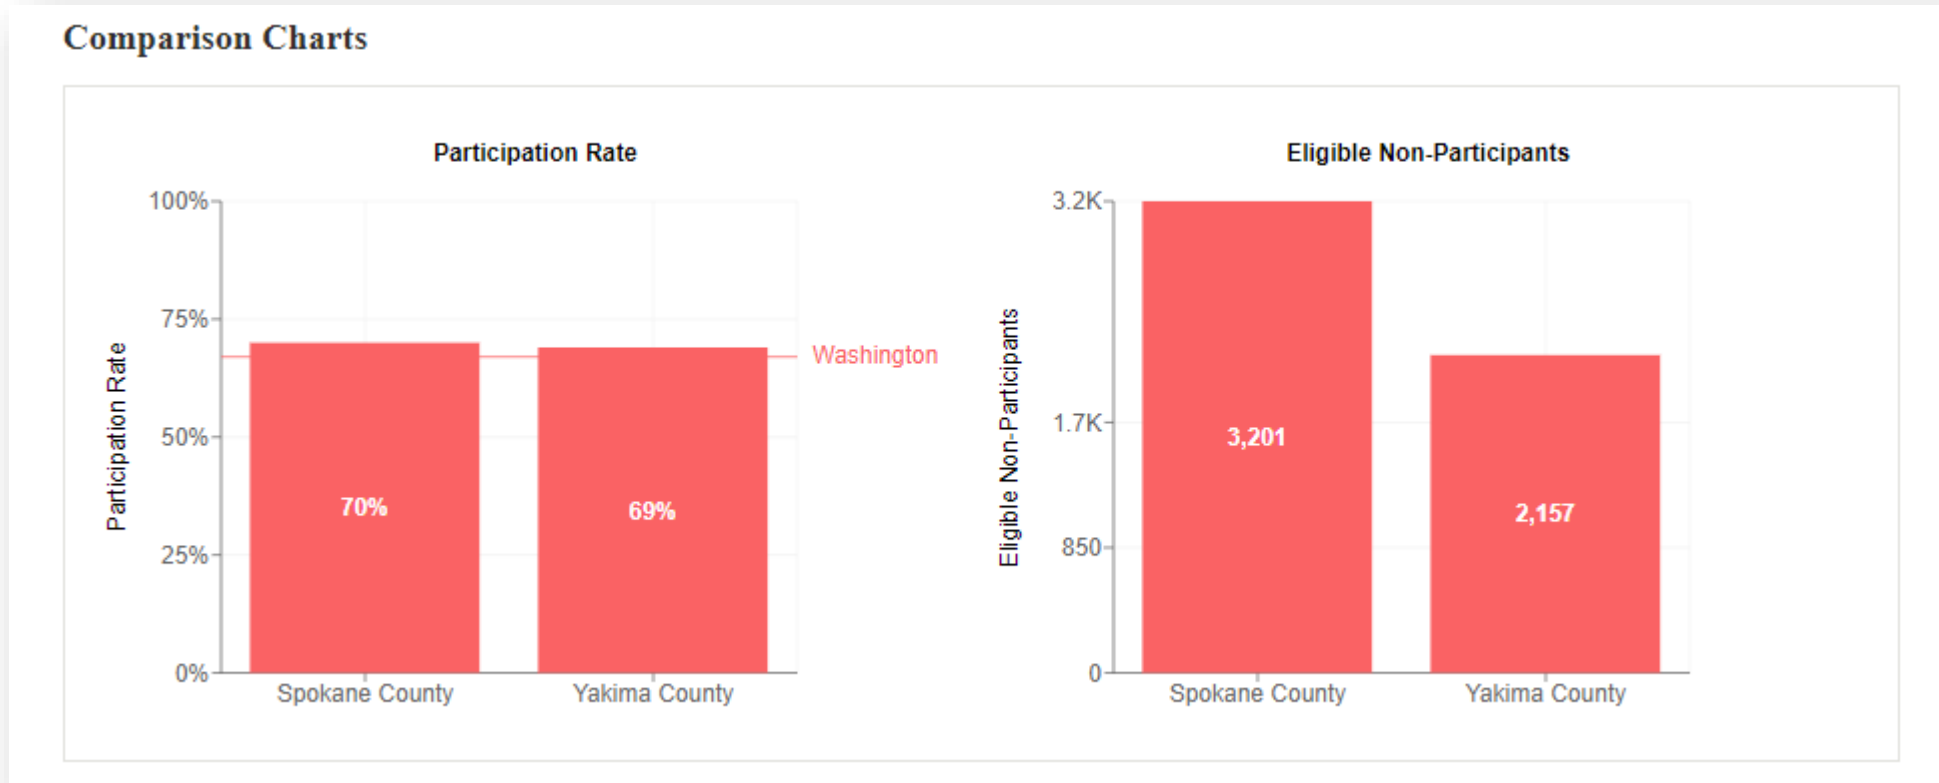 Comparison Charts
Participation Rate
100%
75%
50%
25%
0%
Participation Rate
Washington
70%
69%
Spokane County
Yakima County
Eligible Non-Participants
3.2K
1.7K
850
0
Eligible Non-Participants
3,201
2,157
Spokane County
Yakima County